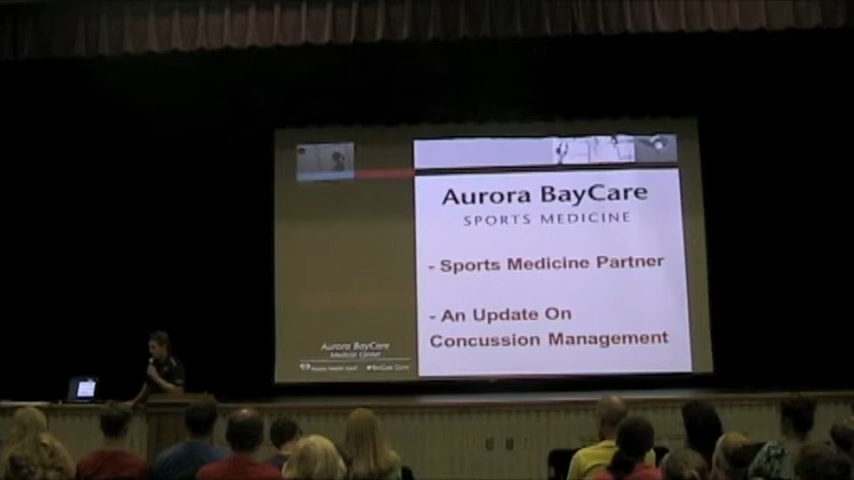 Aurora BayCare
SPORTS MEDICINE
- Sports Medicine Partner
- An Update On
Concussion Management
Aurora BayCare
Medical Center